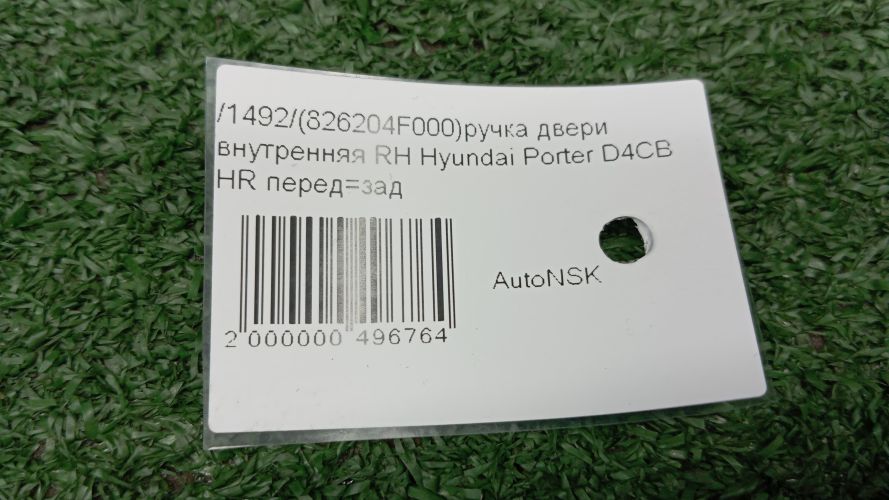 /1492/(826204F000)ручка двери
внутренняя RH Hyundai Porter D4CB
HR перед=зад
AutoNSK
2 000000 496764